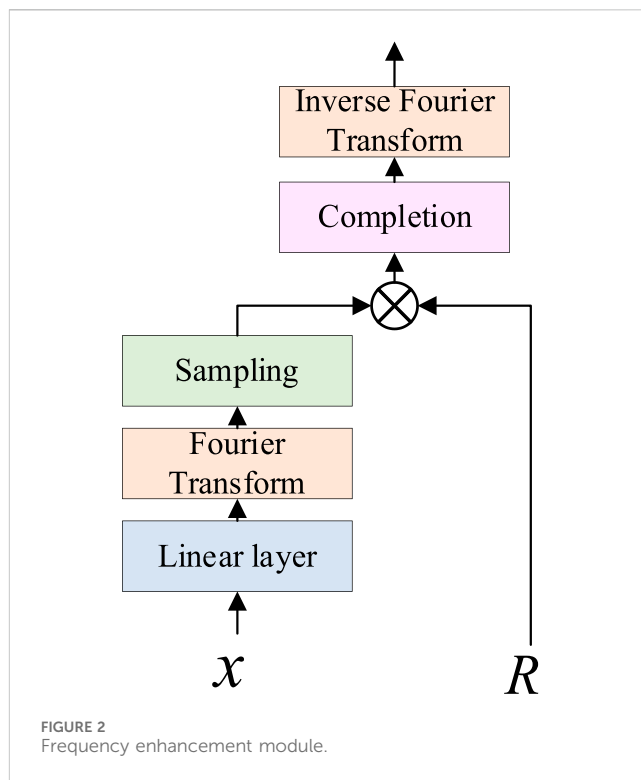 Inverse Fourier
Transform
Completion
Sampling
Fourier
Transform
Linear layer
x
R
FIGURE 2
Frequency enhancement module.